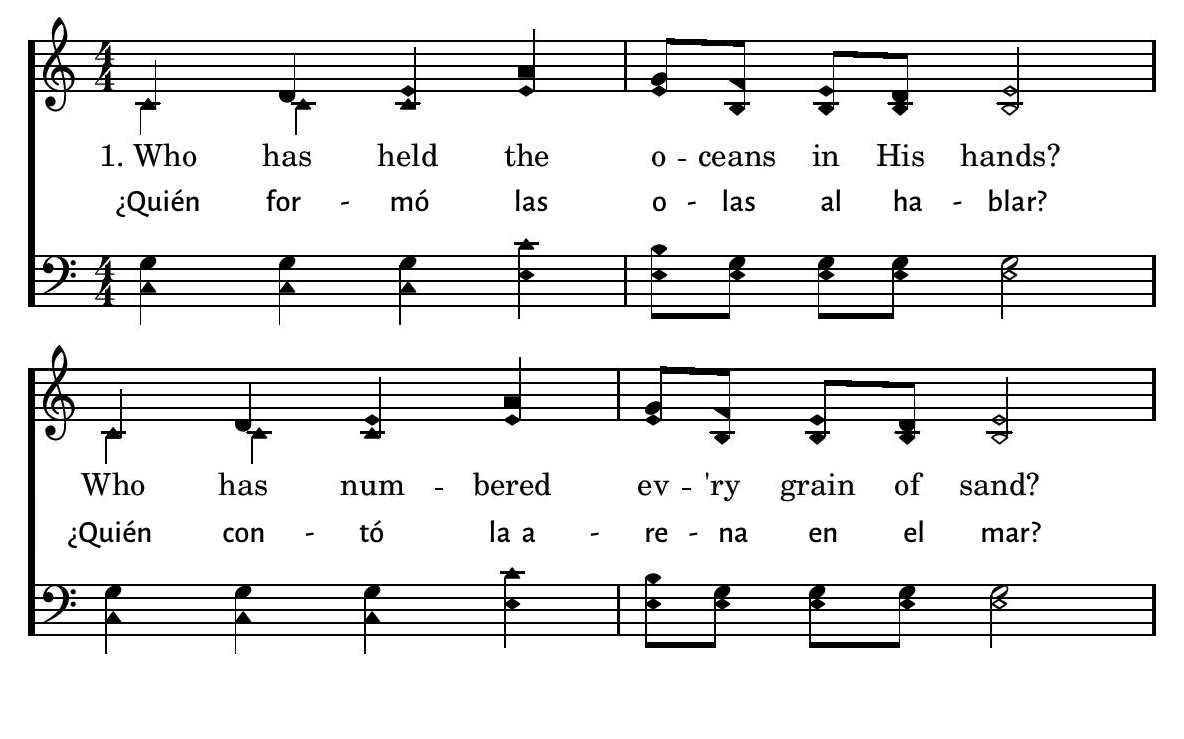 1. Who has held the o - ceans in His hands?
¿Quién for - mó las o - las al ha - blar?
Who has num - bered ev - 'ry grain of sand?
¿Quién con - tó la a - re - na en el mar?